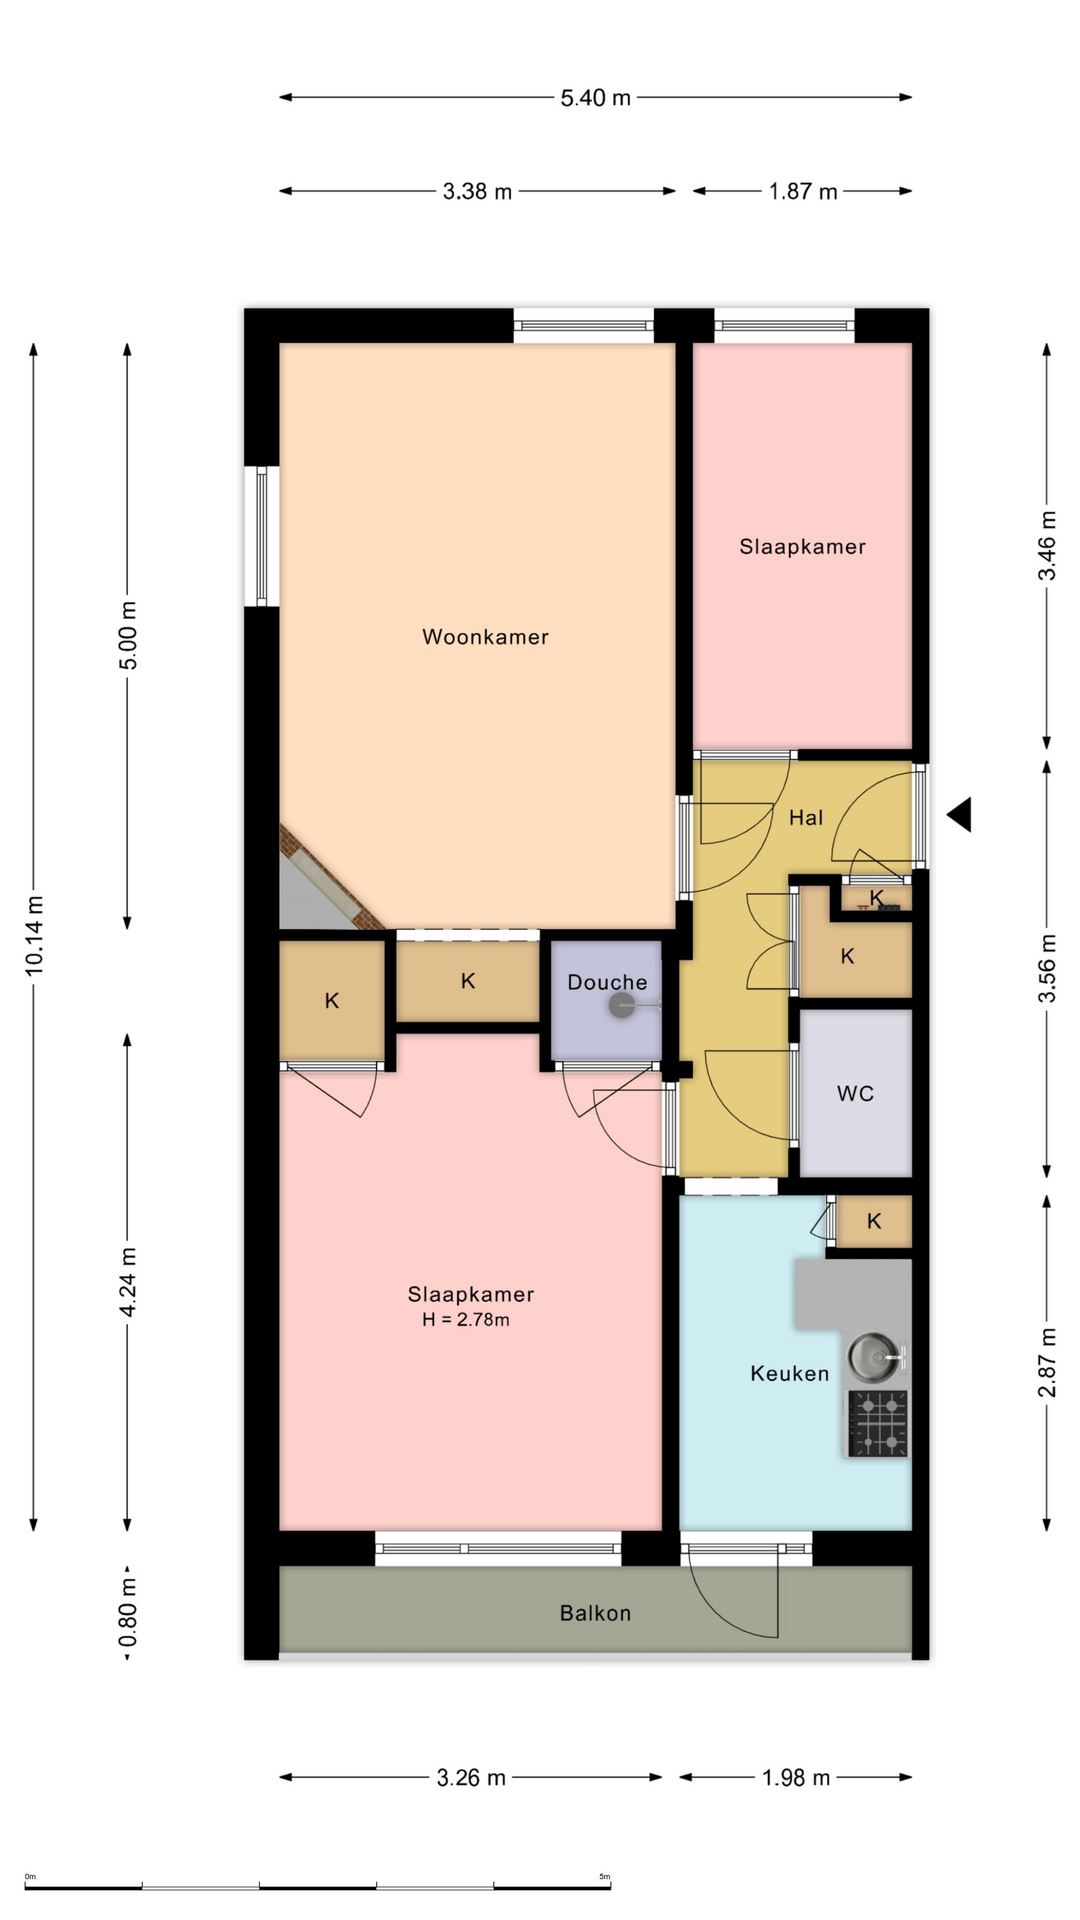 5.40 m
3.38 m
1.87 m
Slaapkamer
3.46 m
Woonkamer
5.00 m
Hal
K
10.14 m
K
3.56 m
K
K
Douche
WC
K
4.24 m
Slaapkamer
H = 2.78m
Keuken
2.87 m
Balkon
0.80 m
3.26 m
1.98 m
0m
5m